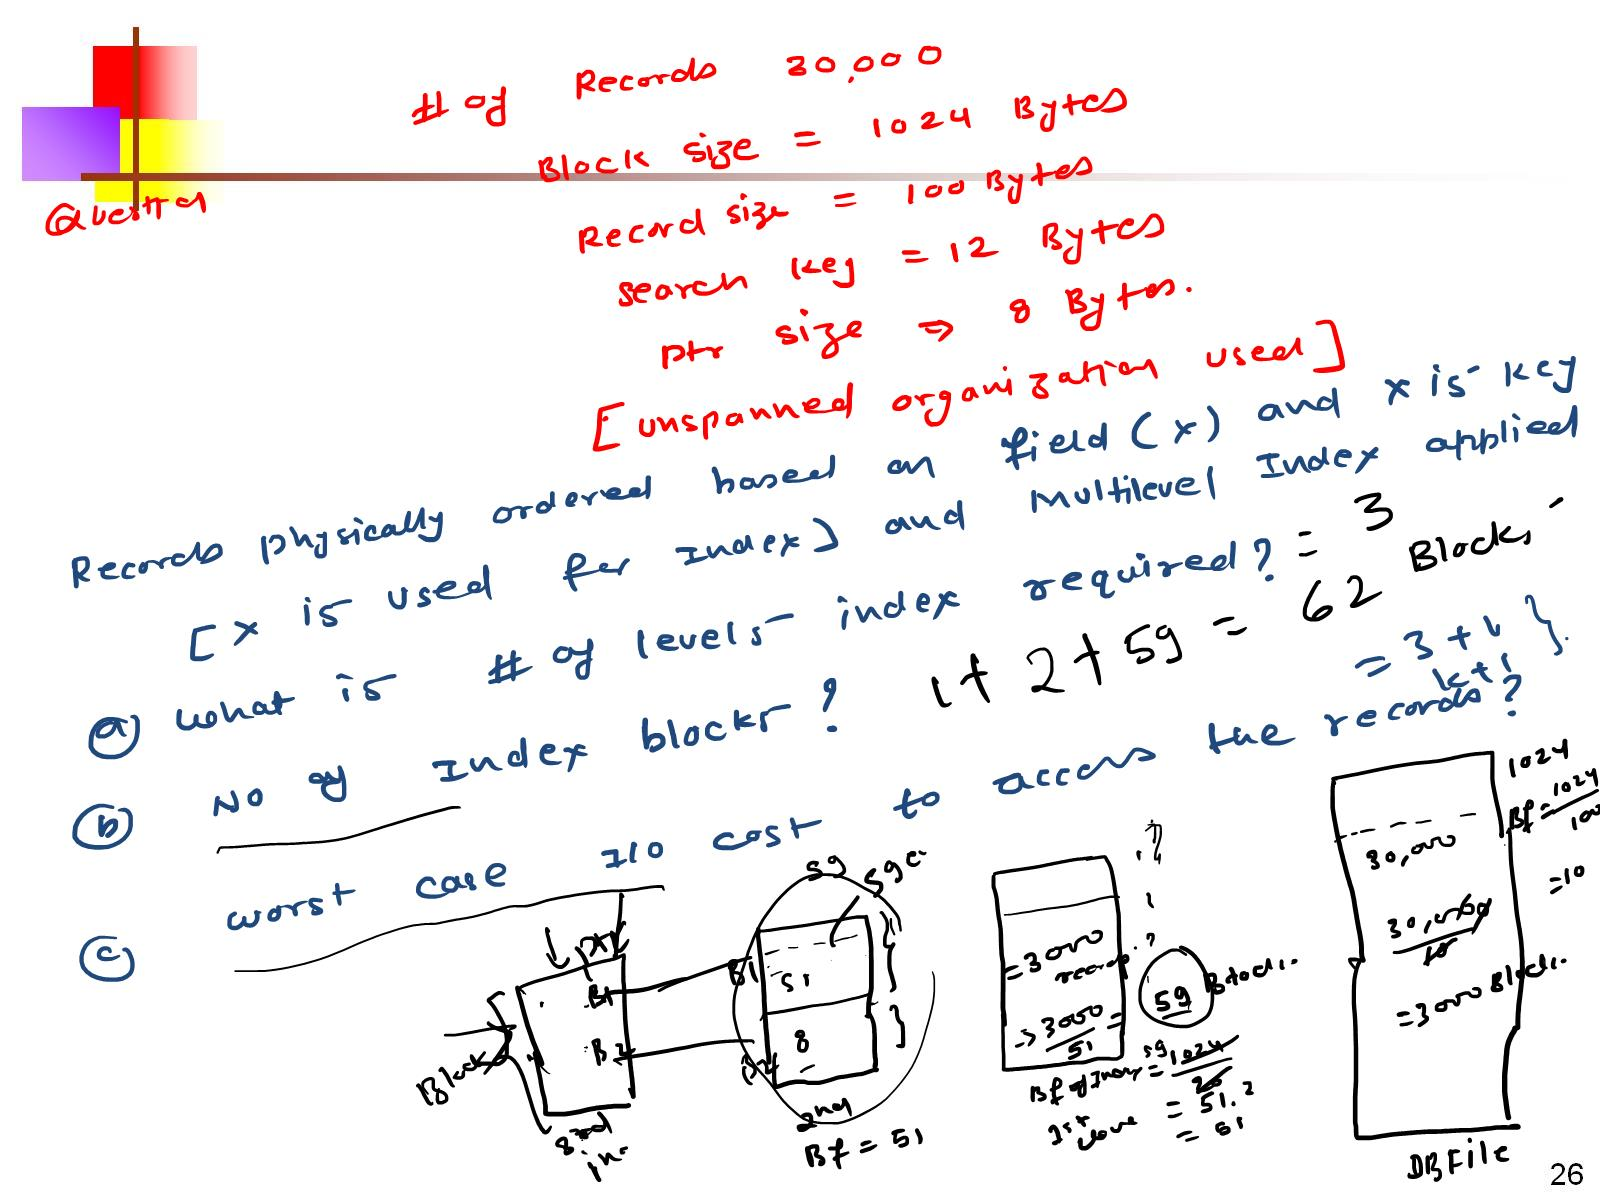 # of Records 30,000
Block size = 1024 Bytes
Question
Record size = 100 Bytes
search key = 12 Bytes
ptr size ⇒ 8 Bytes.
[unspanned organization used]
Records physically ordered based on field (x) and x is key
[x is used for Index] and Multilevel Index applied
a) what is # of levels index required? = 3
b) No of Index blocks? 1 + 2 + 59 = 62 Blocks
c) worst case I/O cost to access the records?
= 3 + 1 }.
k+1
1024
Bf = 1024/100
= 10
30,000
30,000/10
= 3000 Blocks.
DBFile
= 3000
→ 3000/51 = 59 Blocks.
Bf of Index = 1024/20
= 51.2
= 51
1st
59
59
B1
51
8
2nd
Bf = 51
ptr
B1
B2
Block
26